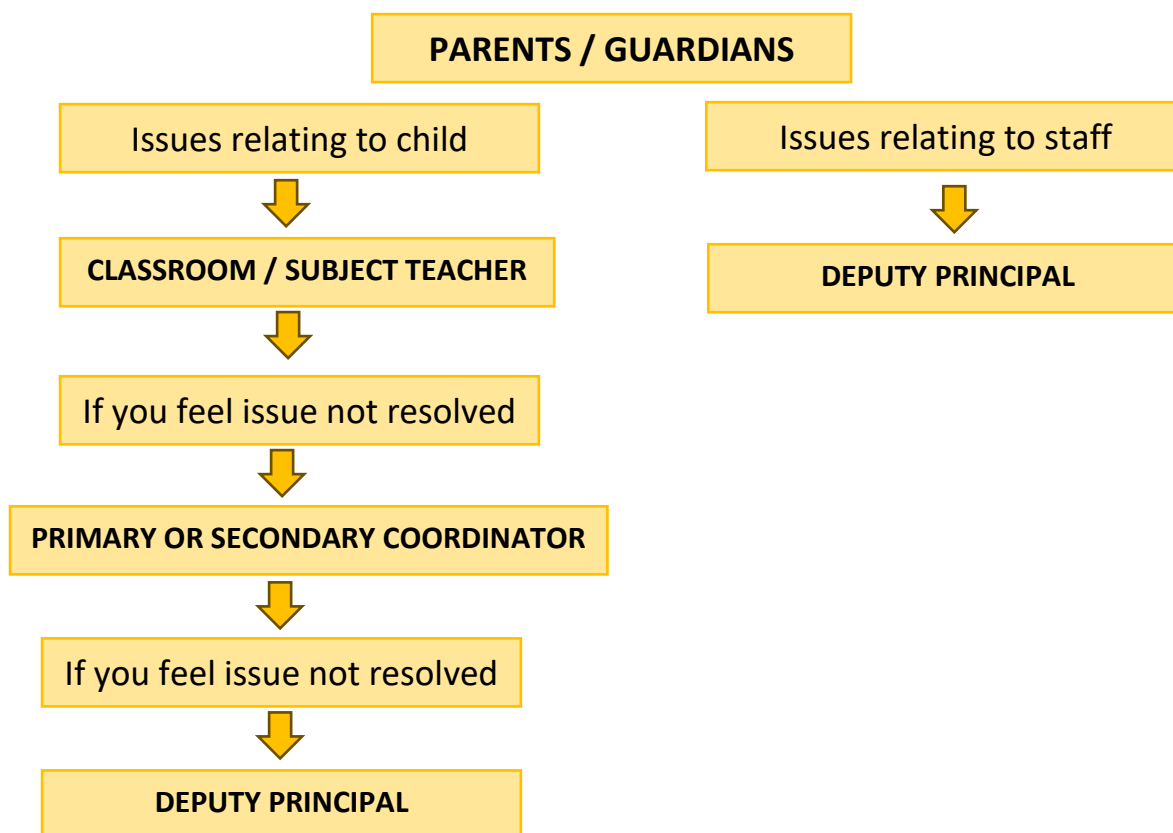 PARENTS / GUARDIANS
Issues relating to child
CLASSROOM / SUBJECT TEACHER
If you feel issue not resolved
PRIMARY OR SECONDARY COORDINATOR
If you feel issue not resolved
DEPUTY PRINCIPAL
Issues relating to staff
DEPUTY PRINCIPAL